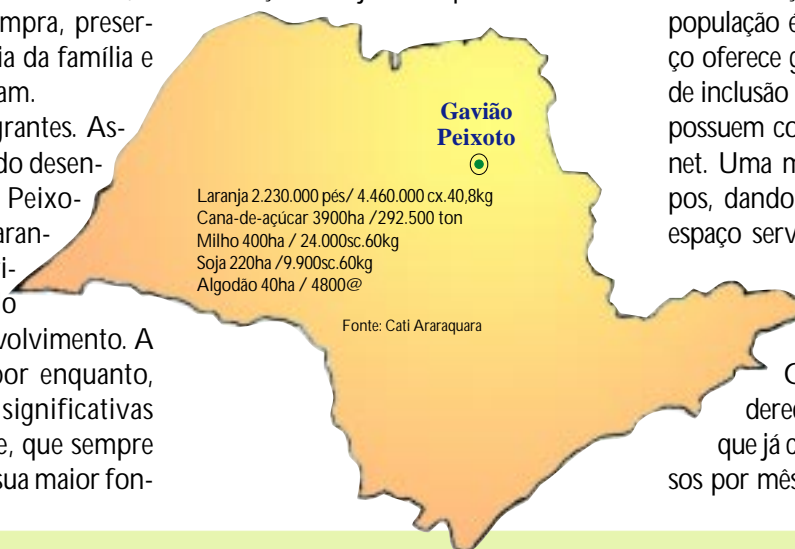 mpra, preser-
ia da família e
am.
grantes. As-
do desen-
Peixo-
aran-
i-
o
volvimento. A
por enquanto,
significativas
e, que sempre
sua maior fon-
Gavião
Peixoto
Laranja 2.230.000 pés/ 4.460.000 cx.40,8kg
Cana-de-açúcar 3900ha /292.500 ton
Milho 400ha / 24.000sc.60kg
Soja 220ha /9.900sc.60kg
Algodão 40ha / 4800@
Fonte: Cati Araraquara
população é
ço oferece g
de inclusão
possuem co
net. Uma m
pos, dando
espaço serv
dere
que já c
sos por mês